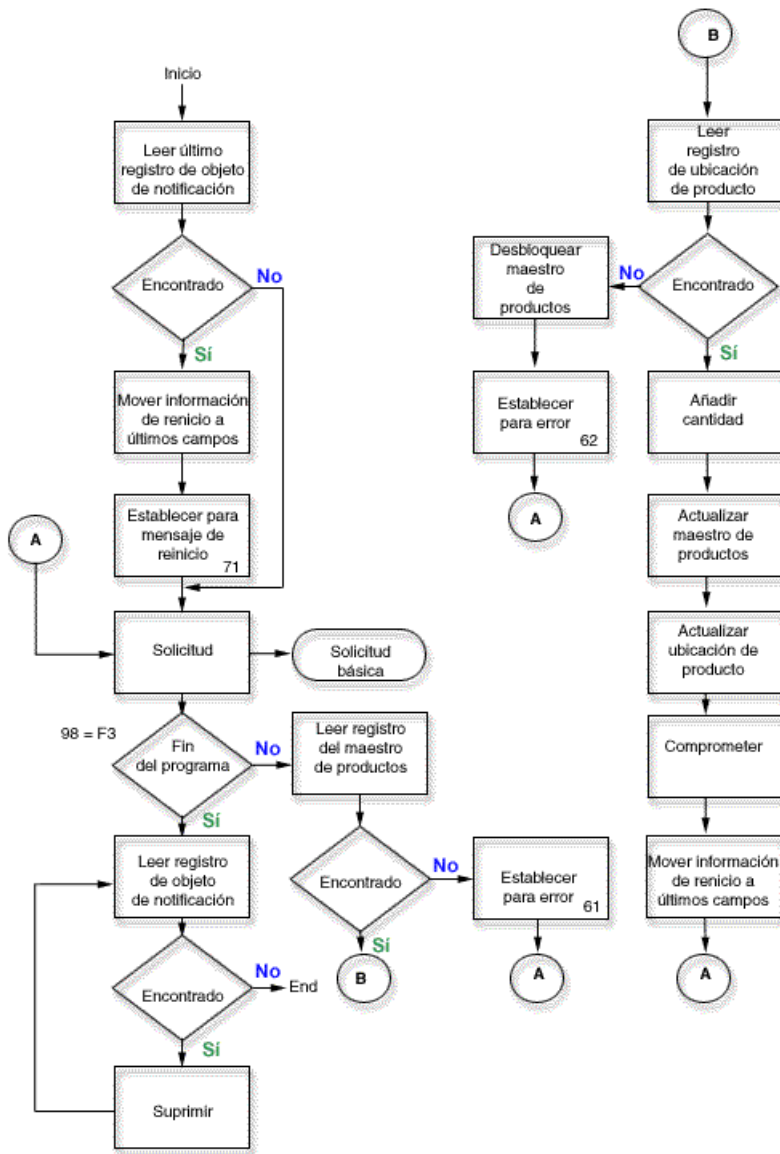 Inicio
Leer último
registro de objeto
de notificación
Encontrado
No
Sí
Mover información
de renicio a
últimos campos
Establecer para
mensaje de
reinicio
71
A
Solicitud
Solicitud
básica
98 = F3
Fin
del programa
No
Sí
Leer registro
del maestro
de productos
Encontrado
No
Sí
B
Establecer
para error
61
A
Leer registro
de objeto
de notificación
Encontrado
No
End
Sí
Suprimir
B
Leer
registro
de ubicación
de producto
Encontrado
No
Sí
Desbloquear
maestro
de
productos
Establecer
para error
62
A
Añadir
cantidad
Actualizar
maestro de
productos
Actualizar
ubicación de
producto
Comprometer
Mover información
de renicio a
últimos campos
A